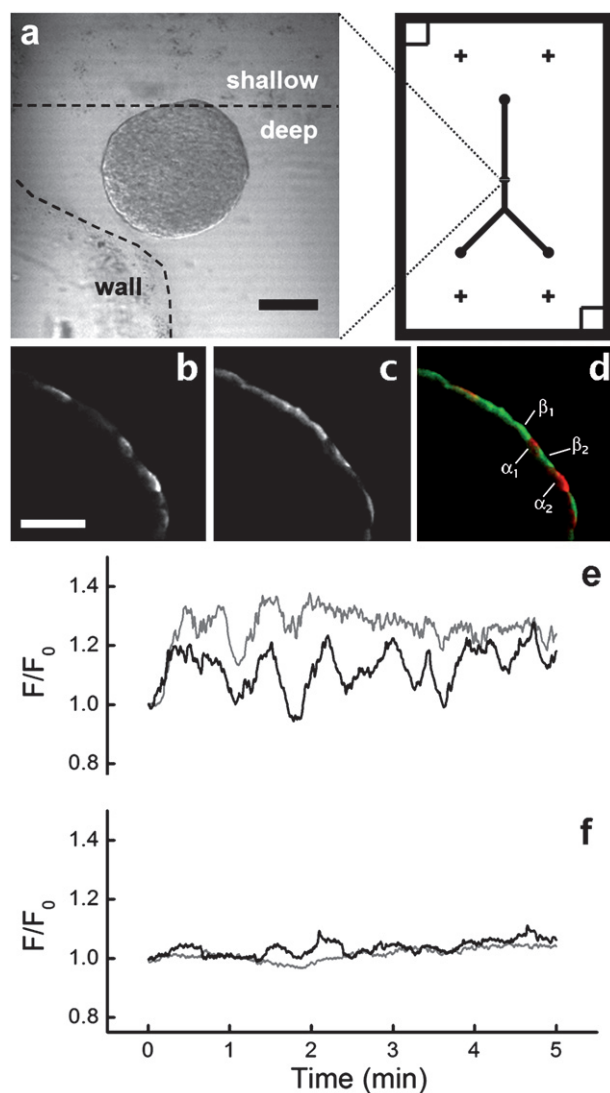 a
shallow
deep
wall
b
c
d
β₁
β₂
α₁
α₂
e
F/F₀
1.4
1.2
1.0
0.8
f
F/F₀
1.4
1.2
1.0
0.8
0 1 2 3 4 5
Time (min)